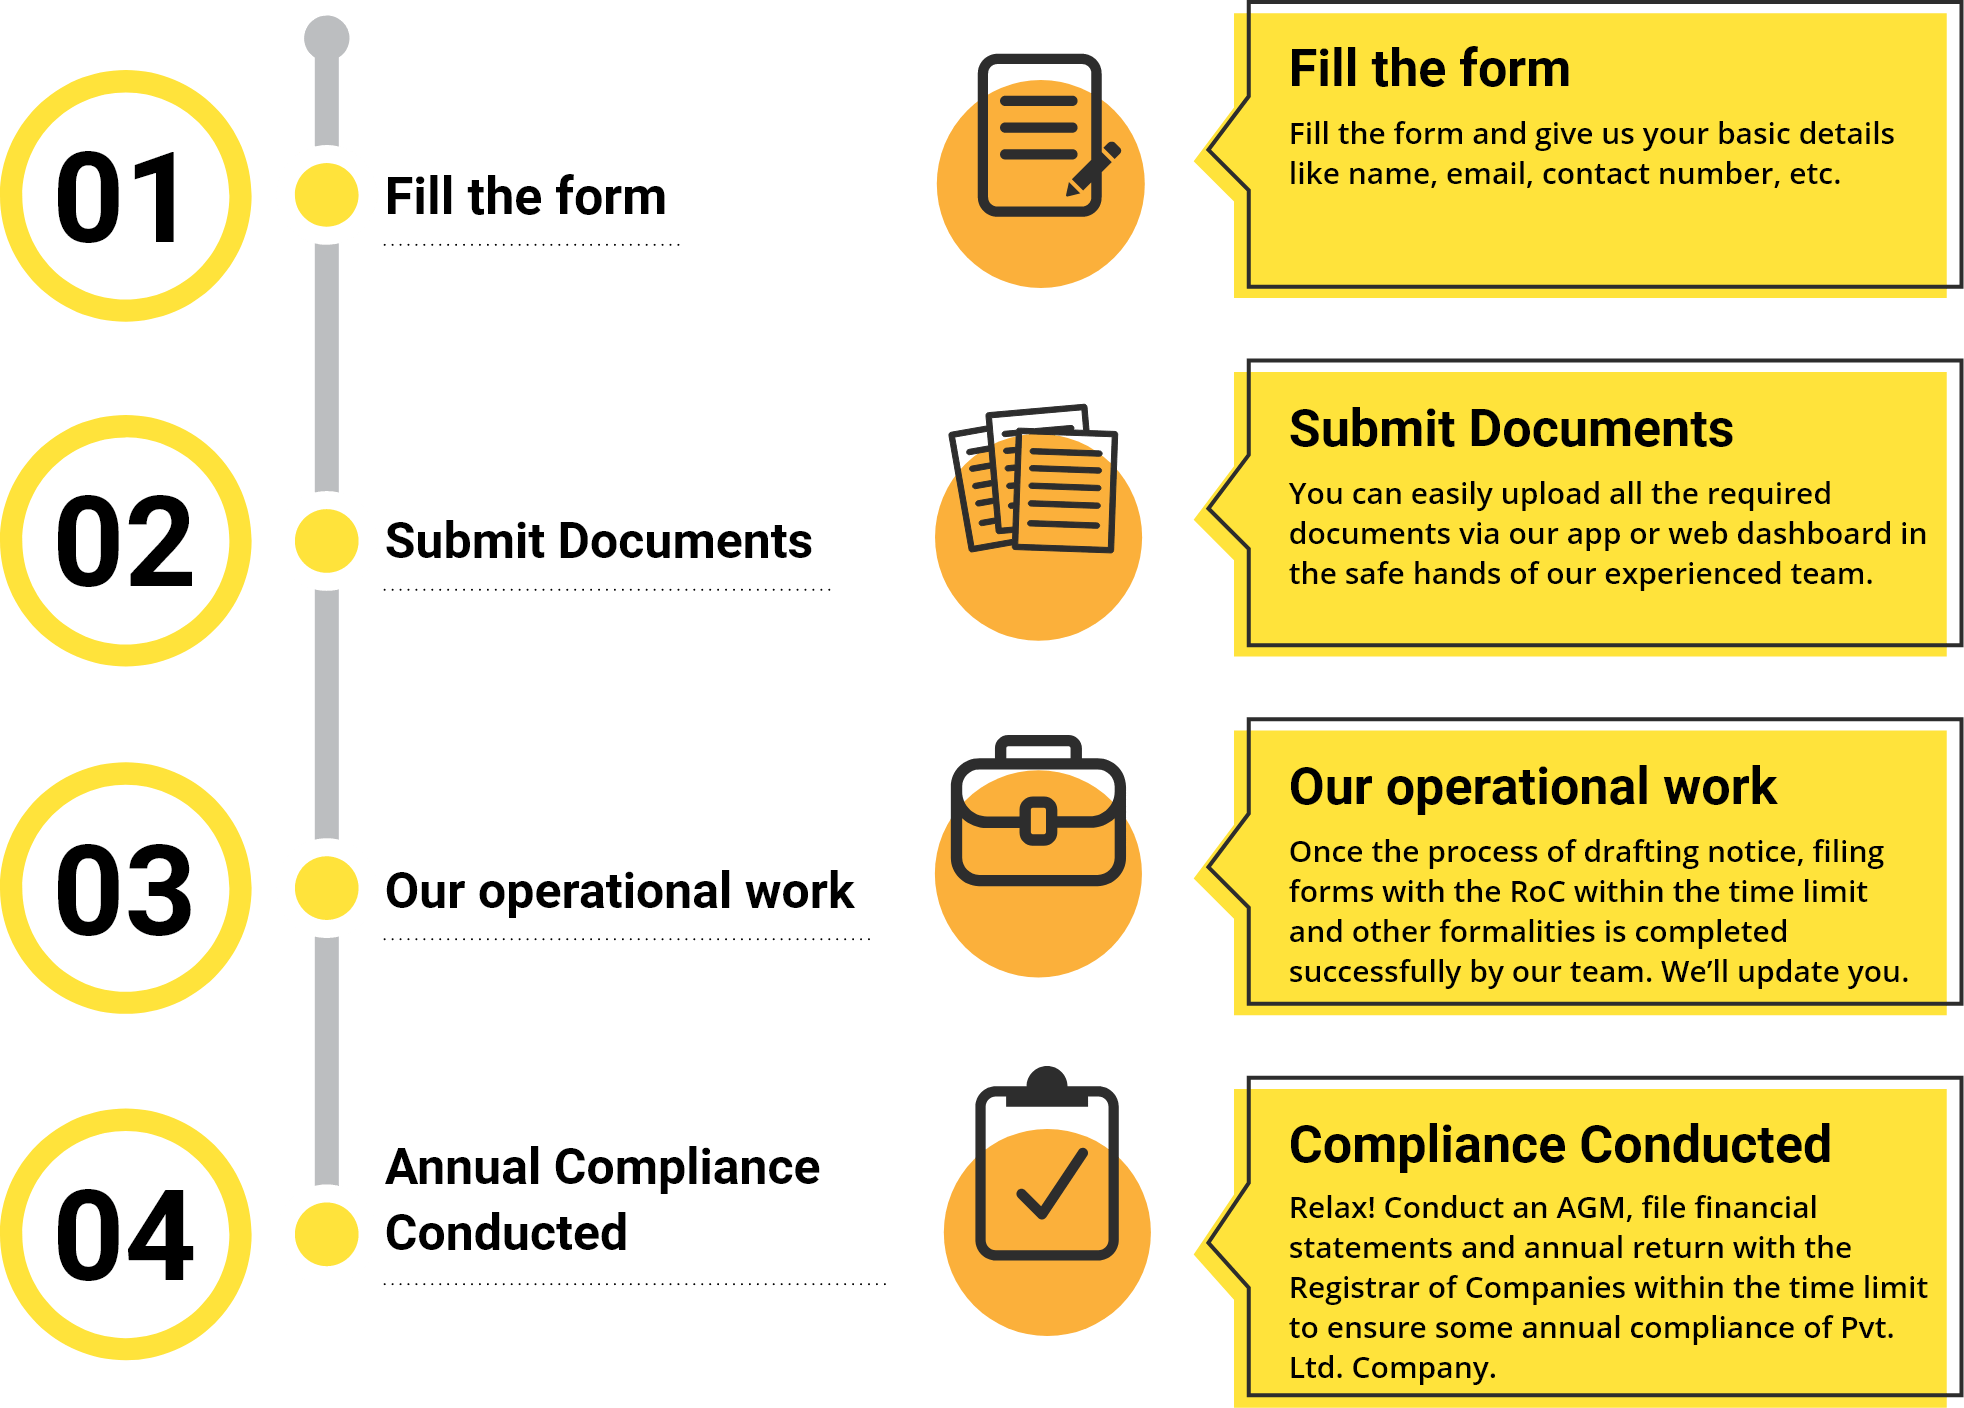 01
Fill the form
Fill the form
Fill the form and give us your basic details
like name, email, contact number, etc.
02
Submit Documents
Submit Documents
You can easily upload all the required
documents via our app or web dashboard in
the safe hands of our experienced team.
03
Our operational work
Our operational work
Once the process of drafting notice, filing
forms with the RoC within the time limit
and other formalities is completed
successfully by our team. We’ll update you.
04
Annual Compliance
Conducted
Compliance Conducted
Relax! Conduct an AGM, file financial
statements and annual return with the
Registrar of Companies within the time limit
to ensure some annual compliance of Pvt.
Ltd. Company.